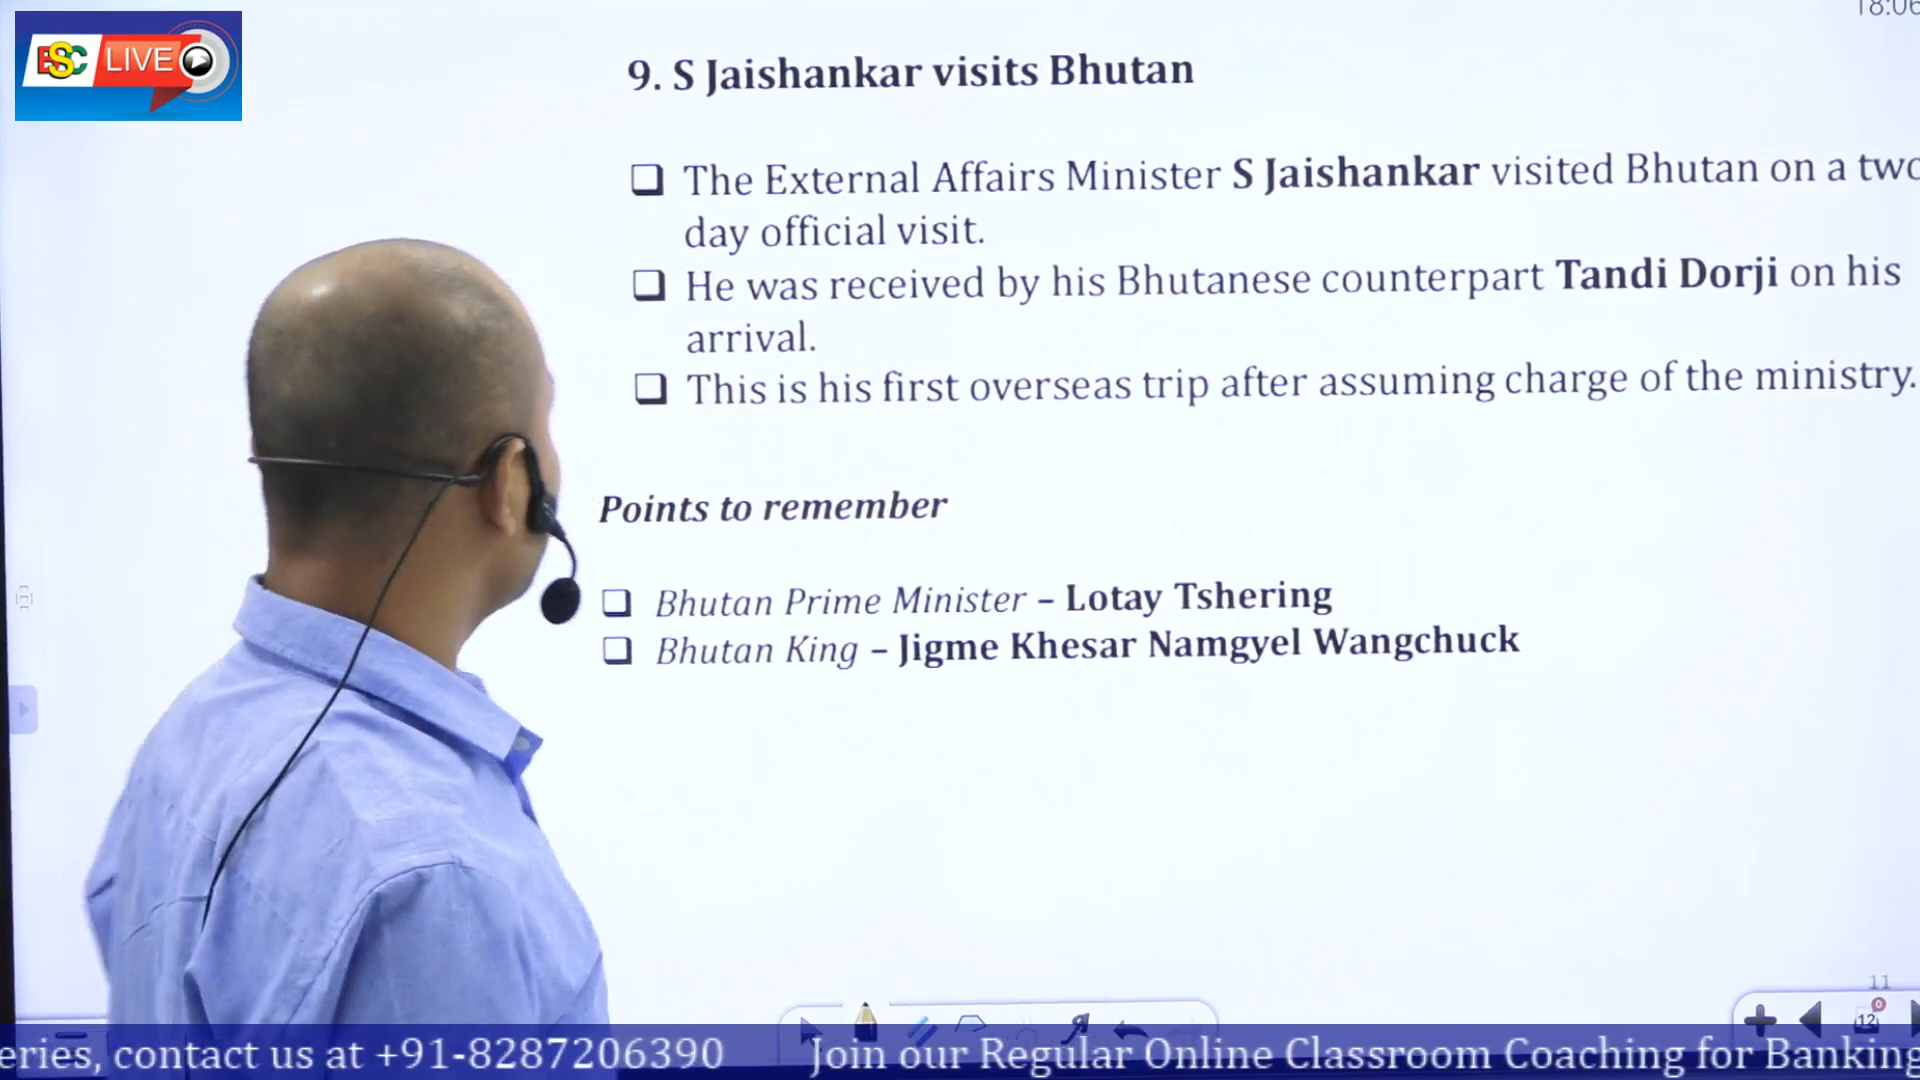 18:06
BSC LIVE
9. S Jaishankar visits Bhutan
The External Affairs Minister S Jaishankar visited Bhutan on a two
day official visit.
He was received by his Bhutanese counterpart Tandi Dorji on his
arrival.
This is his first overseas trip after assuming charge of the ministry.
Points to remember
Bhutan Prime Minister – Lotay Tshering
Bhutan King – Jigme Khesar Namgyel Wangchuck
11
0
12
eries, contact us at +91-8287206390 Join our Regular Online Classroom Coaching for Banking